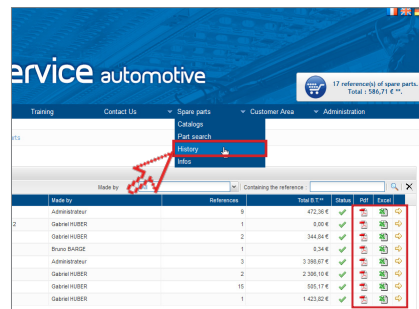 ervice automotive
17 reference(s) of spare parts.
Total : 586,71 € **.
Training Contact Us Spare parts Customer Area Administration
Catalogs
Part search
History
Infos
rts
Made by Containing the reference :
Made by References Total B.T.** Status Pdf Excel
Administrateur 9 472,36 €
2 Gabriel HUBER 1 0,00 €
Gabriel HUBER 2 344,84 €
Bruno BARGE 1 0,34 €
Administrateur 3 3 398,67 €
Gabriel HUBER 2 2 386,10 €
Gabriel HUBER 15 505,17 €
Gabriel HUBER 1 1 423,82 €